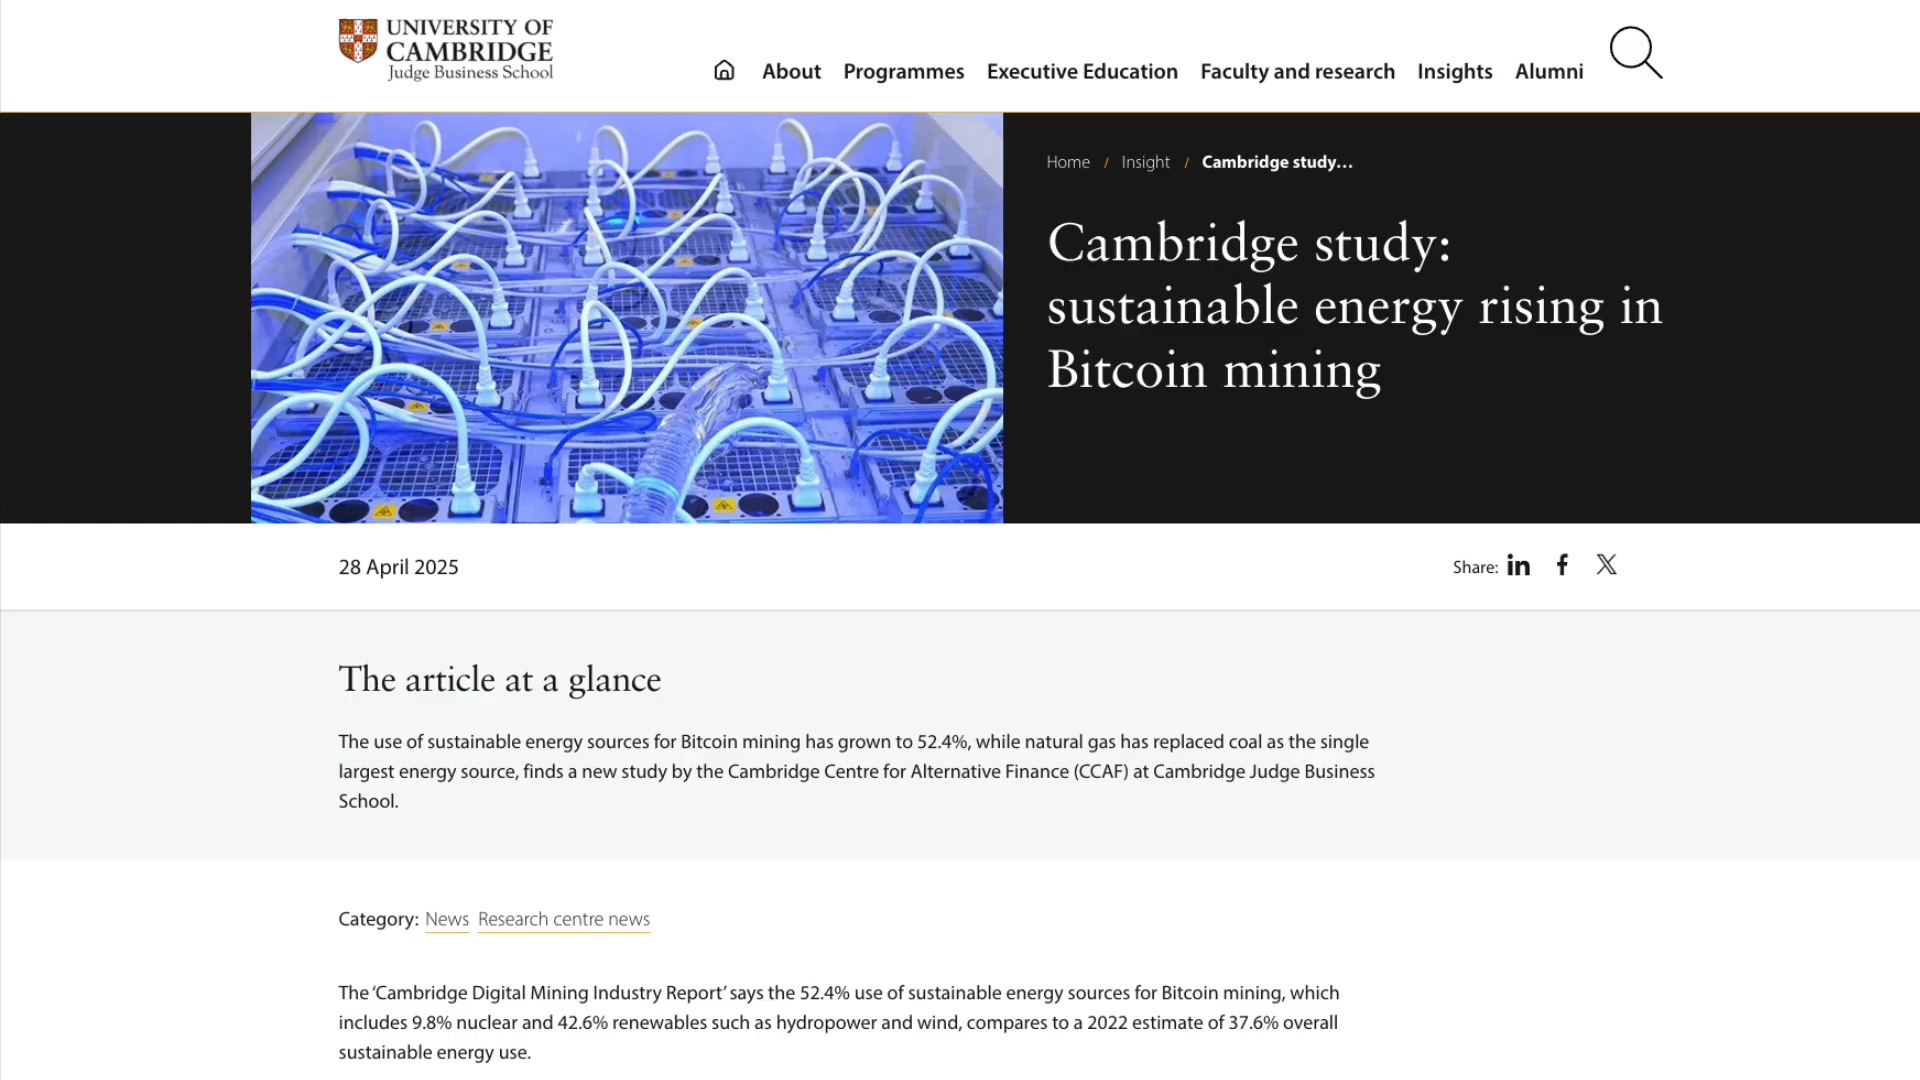 UNIVERSITY OF
CAMBRIDGE
Judge Business School
About Programmes Executive Education Faculty and research Insights Alumni
Home / Insight / Cambridge study...
Cambridge study:
sustainable energy rising in
Bitcoin mining
28 April 2025
Share:
The article at a glance
The use of sustainable energy sources for Bitcoin mining has grown to 52.4%, while natural gas has replaced coal as the single
largest energy source, finds a new study by the Cambridge Centre for Alternative Finance (CCAF) at Cambridge Judge Business
School.
Category: News Research centre news
The ‘Cambridge Digital Mining Industry Report’ says the 52.4% use of sustainable energy sources for Bitcoin mining, which
includes 9.8% nuclear and 42.6% renewables such as hydropower and wind, compares to a 2022 estimate of 37.6% overall
sustainable energy use.